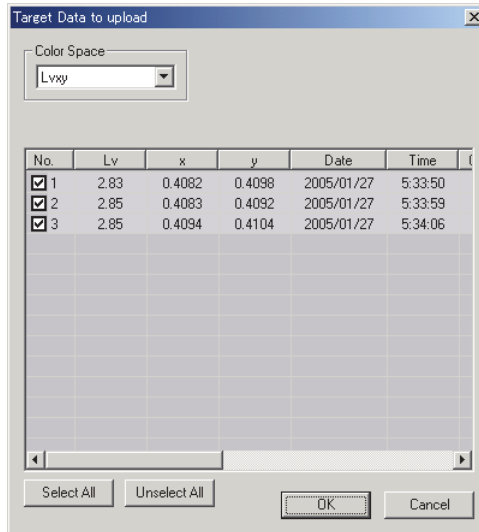 Target Data to upload
Color Space
Lvxy
No. Lv x y Date Time
1 2.83 0.4082 0.4098 2005/01/27 5:33:50
2 2.85 0.4083 0.4092 2005/01/27 5:33:59
3 2.85 0.4094 0.4104 2005/01/27 5:34:06
Select All Unselect All OK Cancel